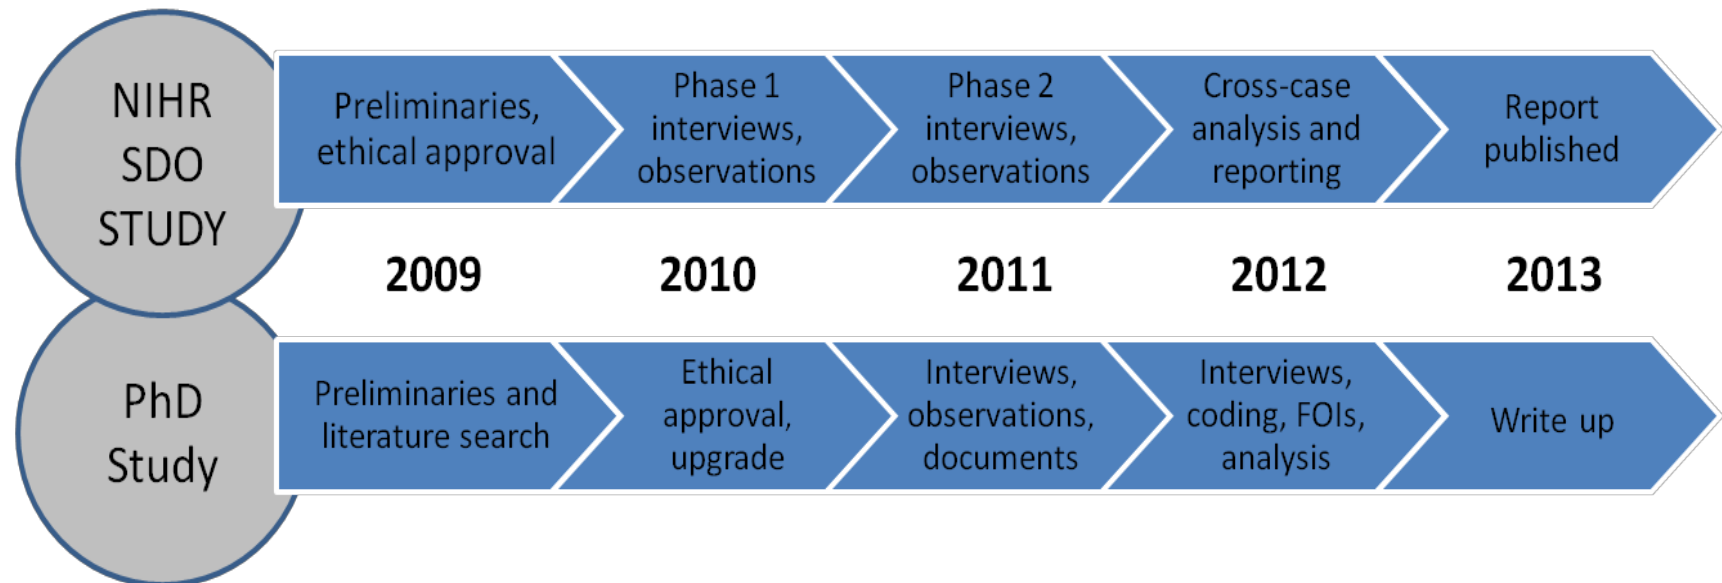 NIHR
SDO
STUDY
Preliminaries,
ethical approval
Phase 1
interviews,
observations
Phase 2
interviews,
observations
Cross-case
analysis and
reporting
Report
published
2009
2010
2011
2012
2013
PhD
Study
Preliminaries and
literature search
Ethical
approval,
upgrade
Interviews,
observations,
documents
Interviews,
coding, FOIs,
analysis
Write up